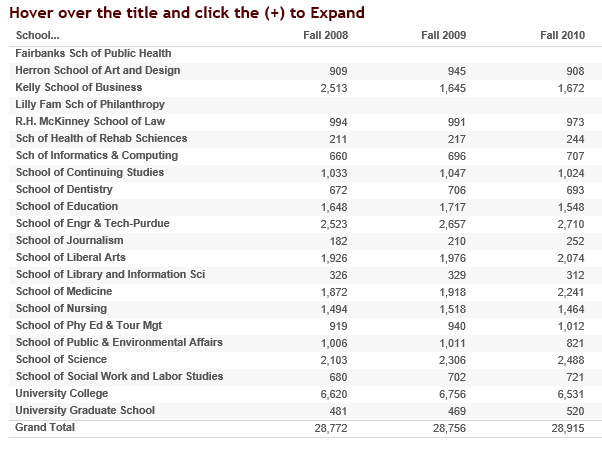 Hover over the title and click the (+) to Expand
School... Fall 2008 Fall 2009 Fall 2010
Fairbanks Sch of Public Health
Herron School of Art and Design 909 945 908
Kelly School of Business 2,513 1,645 1,672
Lilly Fam Sch of Philanthropy
R.H. McKinney School of Law 994 991 973
Sch of Health of Rehab Schiences 211 217 244
Sch of Informatics & Computing 660 696 707
School of Continuing Studies 1,033 1,047 1,024
School of Dentistry 672 706 693
School of Education 1,648 1,717 1,548
School of Engr & Tech-Purdue 2,523 2,657 2,710
School of Journalism 182 210 252
School of Liberal Arts 1,926 1,976 2,074
School of Library and Information Sci 326 329 312
School of Medicine 1,872 1,918 2,241
School of Nursing 1,494 1,518 1,464
School of Phy Ed & Tour Mgt 919 940 1,012
School of Public & Environmental Affairs 1,006 1,011 821
School of Science 2,103 2,306 2,488
School of Social Work and Labor Studies 680 702 721
University College 6,620 6,756 6,531
University Graduate School 481 469 520
Grand Total 28,772 28,756 28,915